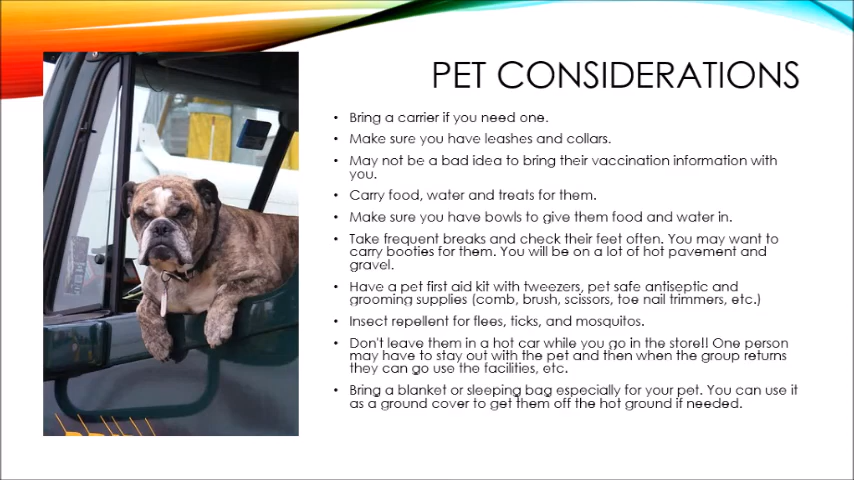 PET CONSIDERATIONS
• Bring a carrier if you need one.
• Make sure you have leashes and collars.
• May not be a bad idea to bring their vaccination information with
you.
• Carry food, water and treats for them.
• Make sure you have bowls to give them food and water in.
• Take frequent breaks and check their feet often. You may want to
carry booties for them. You will be on a lot of hot pavement and
gravel.
• Have a pet first aid kit with tweezers, pet safe antiseptic and
grooming supplies (comb, brush, scissors, toe nail trimmers, etc.)
• Insect repellent for flees, ticks, and mosquitos.
• Don't leave them in a hot car while you go in the store!! One person
may have to stay out with the pet and then when the group returns
they can go use the facilities, etc.
• Bring a blanket or sleeping bag especially for your pet. You can use it
as a ground cover to get them off the hot ground if needed.